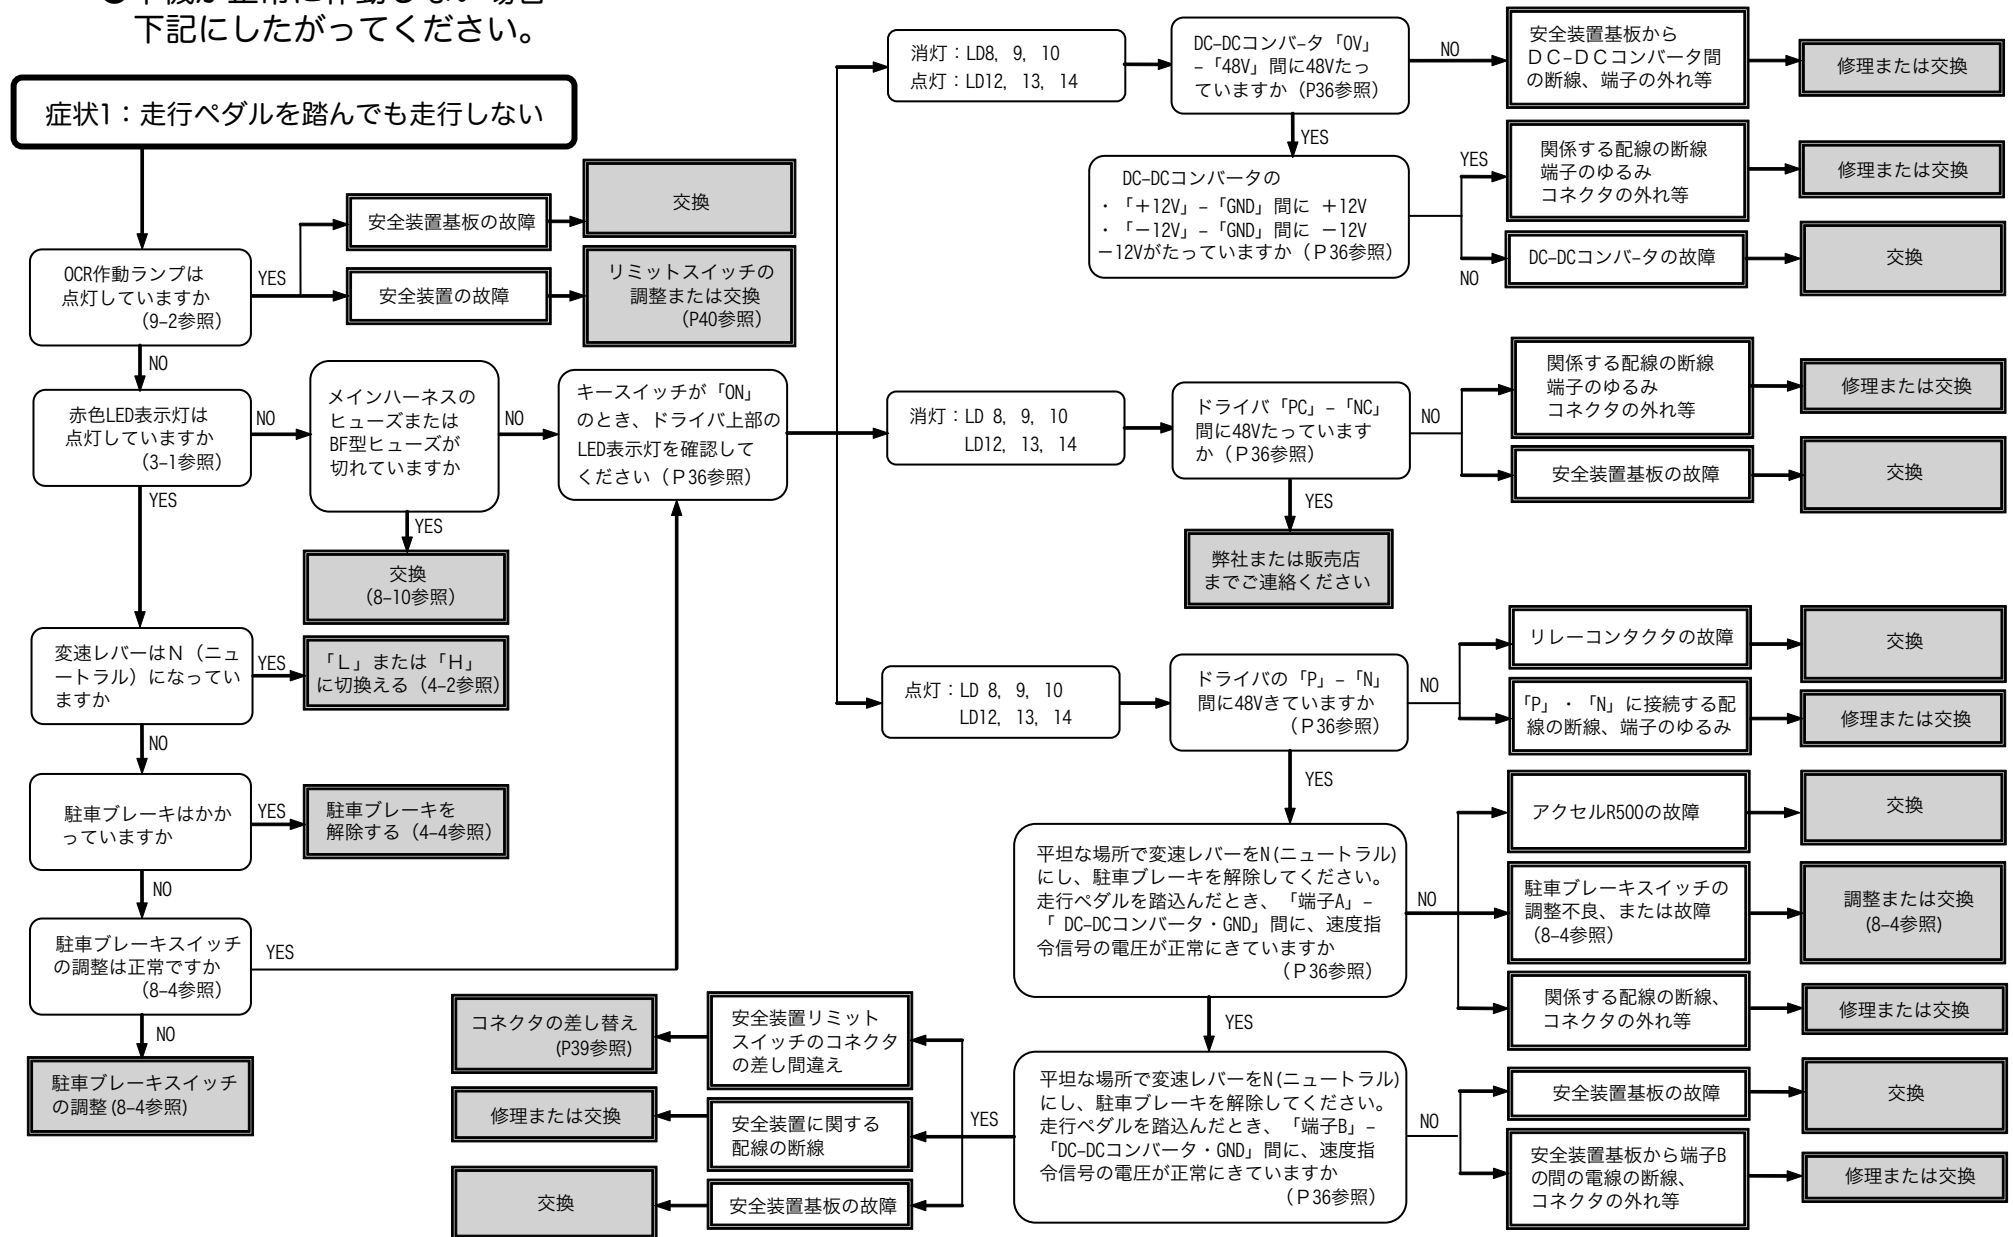 下記にしたがってください。
症状1：走行ペダルを踏んでも走行しない
OCR作動ランプは
点灯していますか
(9–2参照)
YES
安全装置基板の故障
交換
安全装置の故障
リミットスイッチの
調整または交換
(P40参照)
NO
赤色LED表示灯は
点灯していますか
(3–1参照)
NO
メインハーネスの
ヒューズまたは
BF型ヒューズが
切れていますか
NO
キースイッチが「ON」
のとき、ドライバ上部の
LED表示灯を確認して
ください（P36参照）
YES
交換
(8–10参照)
YES
変速レバーはＮ（ニュ
ートラル）になってい
ますか
YES
「Ｌ」または「Ｈ」
に切換える（4–2参照）
NO
駐車ブレーキはかか
っていますか
YES
駐車ブレーキを
解除する（4–4参照）
NO
駐車ブレーキスイッチ
の調整は正常ですか
(8–4参照)
YES
NO
駐車ブレーキスイッチ
の調整(8–4参照)
消灯：LD8, 9, 10
点灯：LD12, 13, 14
DC–DCコンバ–タ「0V」
–「48V」間に48Vたっ
ていますか（P36参照）
NO
安全装置基板から
ＤＣ–ＤＣコンバータ間
の断線、端子の外れ等
修理または交換
YES
DC–DCコンバータの
・「＋12V」–「GND」間に ＋12V
・「－12V」–「GND」間に －12V
－12Vがたっていますか（Ｐ36参照）
YES
関係する配線の断線
端子のゆるみ
コネクタの外れ等
修理または交換
NO
DC–DCコンバ–タの故障
交換
消灯：LD 8, 9, 10
LD12, 13, 14
ドライバ「PC」–「NC」
間に48Vたっています
か（Ｐ36参照）
NO
関係する配線の断線
端子のゆるみ
コネクタの外れ等
修理または交換
安全装置基板の故障
交換
YES
弊社または販売店
までご連絡ください
点灯：LD 8, 9, 10
LD12, 13, 14
ドライバの「P」–「N」
間に48Vきていますか
（Ｐ36参照）
NO
リレーコンタクタの故障
交換
「P」・「N」に接続する配
線の断線、端子のゆるみ
修理または交換
YES
平坦な場所で変速レバーをN(ニュートラル)
にし、駐車ブレーキを解除してください。
走行ペダルを踏込んだとき、「端子A」–
「 DC–DCコンバータ・GND」間に、速度指
令信号の電圧が正常にきていますか
（Ｐ36参照）
NO
アクセルR500の故障
交換
駐車ブレーキスイッチの
調整不良、または故障
（8–4参照）
調整または交換
(8–4参照)
関係する配線の断線、
コネクタの外れ等
修理または交換
YES
平坦な場所で変速レバーをN(ニュートラル)
にし、駐車ブレーキを解除してください。
走行ペダルを踏込んだとき、「端子B」–
「DC–DCコンバータ・GND」間に、速度指
令信号の電圧が正常にきていますか
（Ｐ36参照）
NO
安全装置基板の故障
交換
安全装置基板から端子B
の間の電線の断線、
コネクタの外れ等
修理または交換
YES
安全装置リミット
スイッチのコネクタ
の差し間違え
コネクタの差し替え
(P39参照)
安全装置に関する
配線の断線
修理または交換
安全装置基板の故障
交換